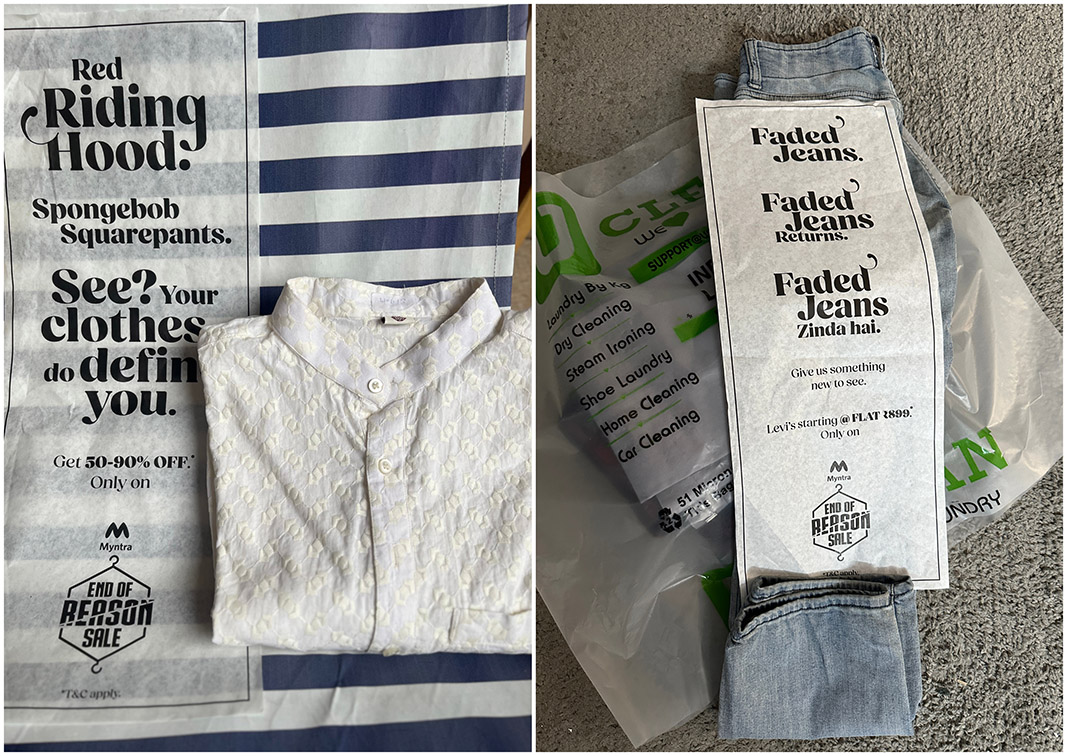 Red
Riding
Hood.
Spongebob
Squarepants.
See? Your
clothes
do defin
you.
Get 50-90% OFF.*
Only on
Myntra
END OF
REASON
SALE
*T&C apply.
Faded
Jeans.
Faded
Jeans
Returns.
Faded
Jeans
Zinda hai.
Give us something
new to see.
Levi's starting @ FLAT ₹899.*
Only on
Myntra
END OF
REASON
SALE
*T&C apply.
CLE
WE
SUPPORT@
IN
L
Laundry By Kg
Dry Cleaning
Steam Ironing
Shoe Laundry
Home Cleaning
Car Cleaning
51 Micron
Bag
AN
UNDRY